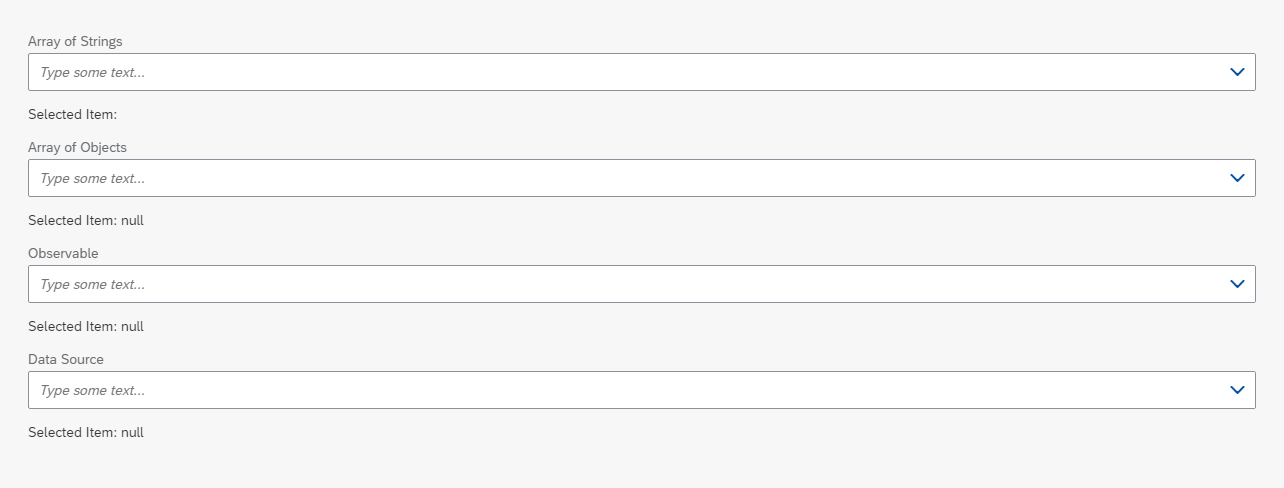 Array of Strings
Type some text...
Selected Item:
Array of Objects
Type some text...
Selected Item: null
Observable
Type some text...
Selected Item: null
Data Source
Type some text...
Selected Item: null